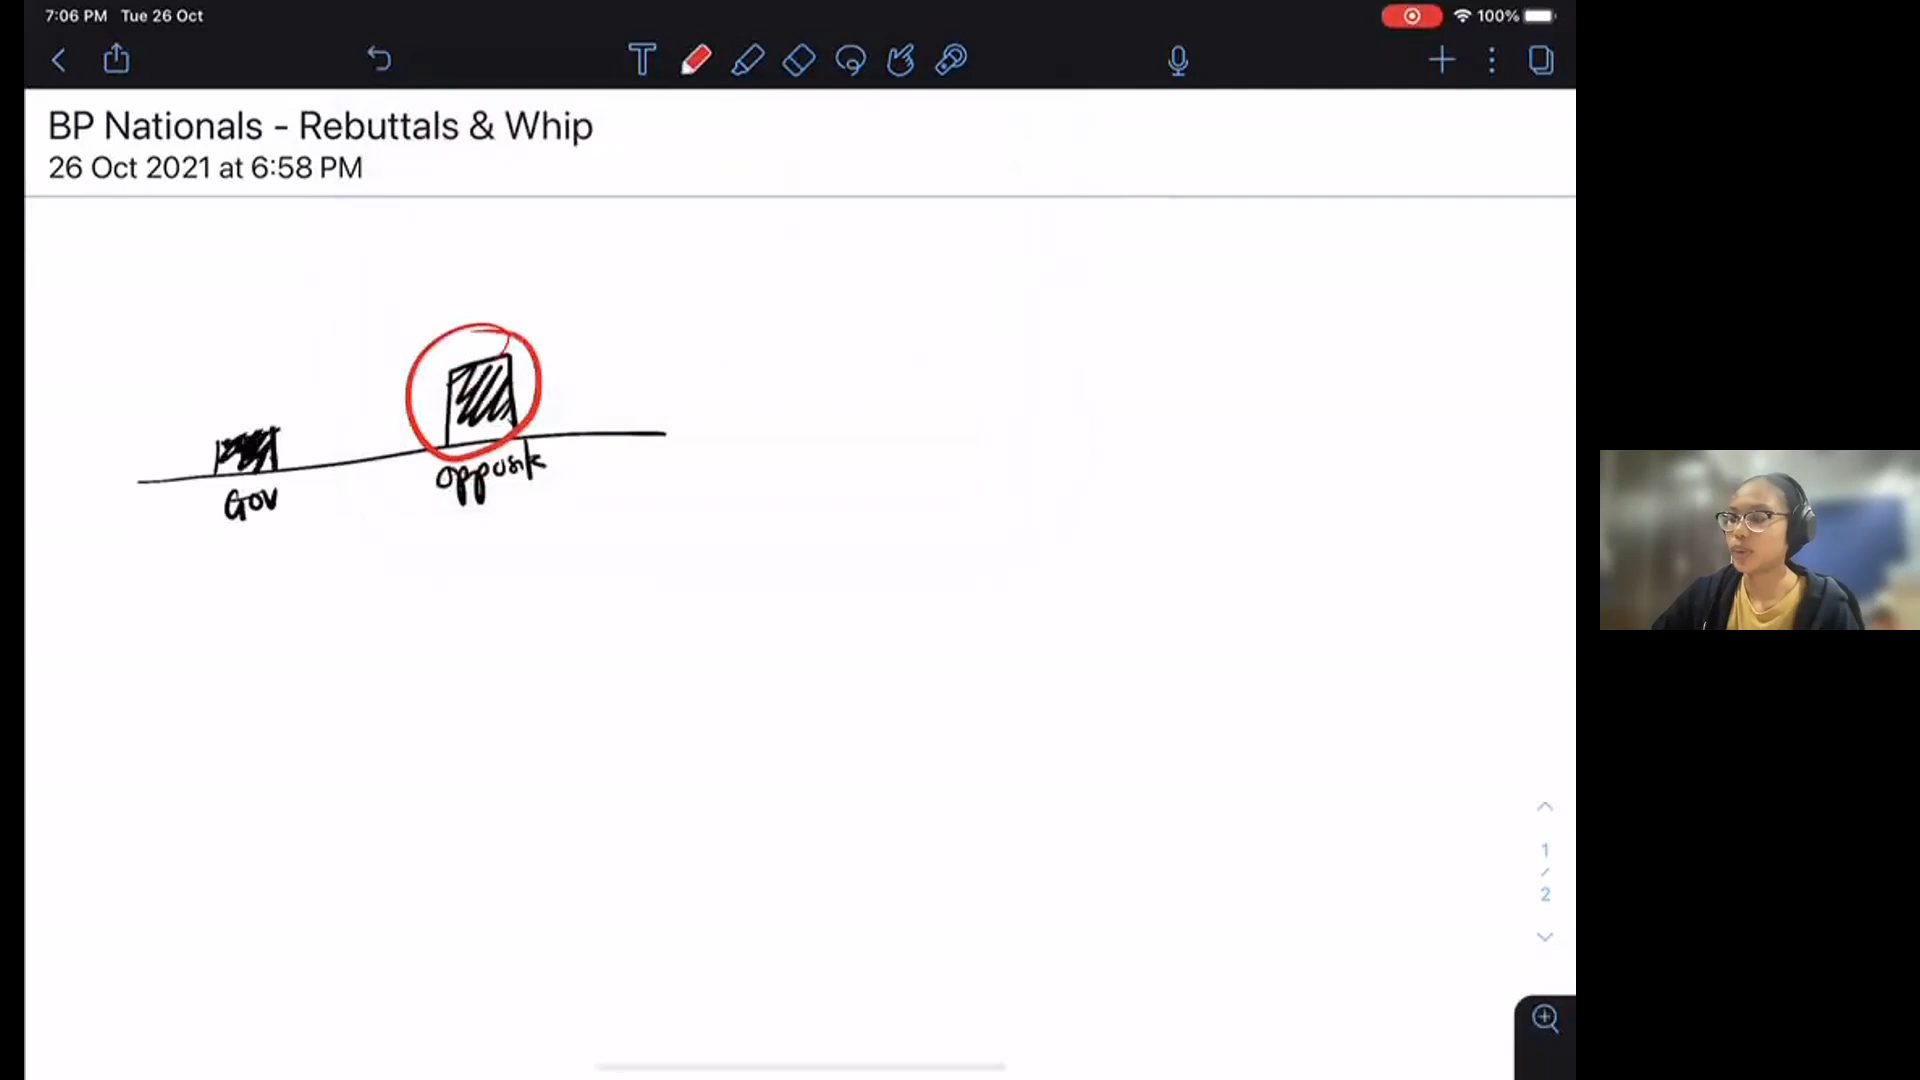 7:06 PM Tue 26 Oct
100%
BP Nationals - Rebuttals & Whip
26 Oct 2021 at 6:58 PM
Gov
1
/
2